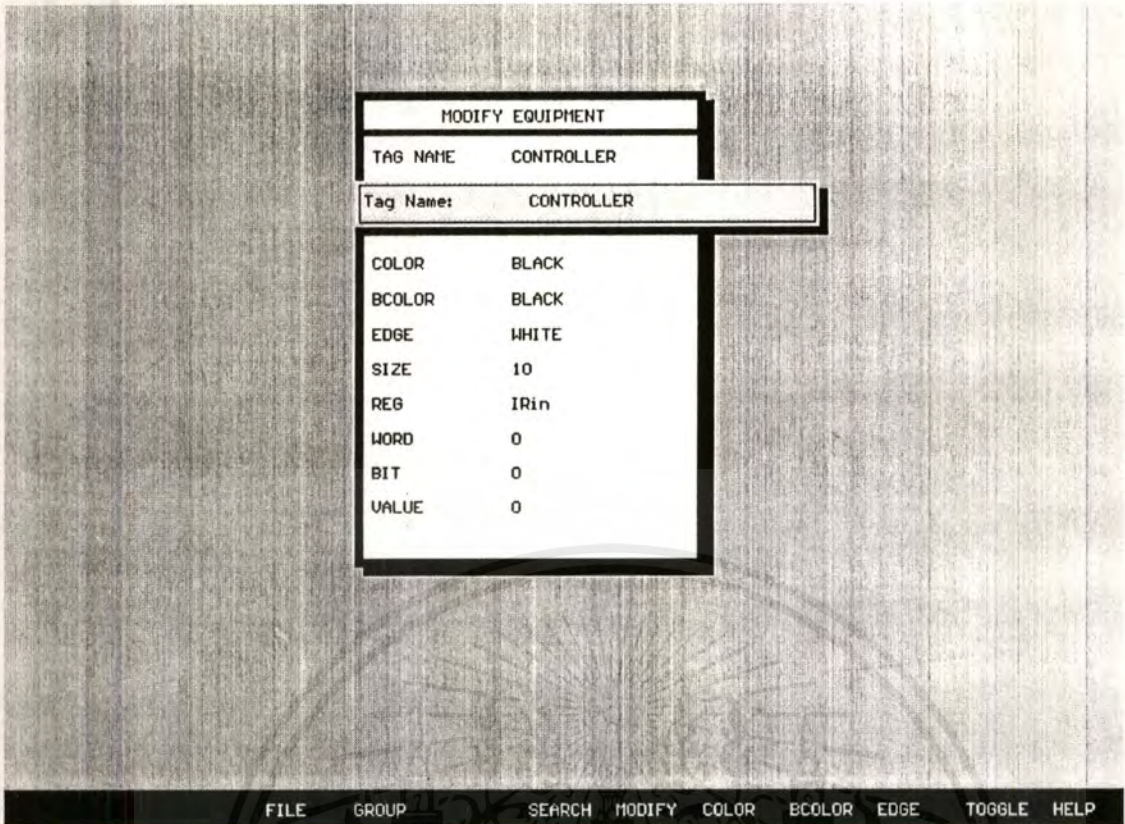 MODIFY EQUIPMENT
TAG NAME CONTROLLER
Tag Name: CONTROLLER
COLOR BLACK
BCOLOR BLACK
EDGE WHITE
SIZE 10
REG IRin
WORD 0
BIT 0
VALUE 0
FILE GROUP SEARCH MODIFY COLOR BCOLOR EDGE TOGGLE HELP